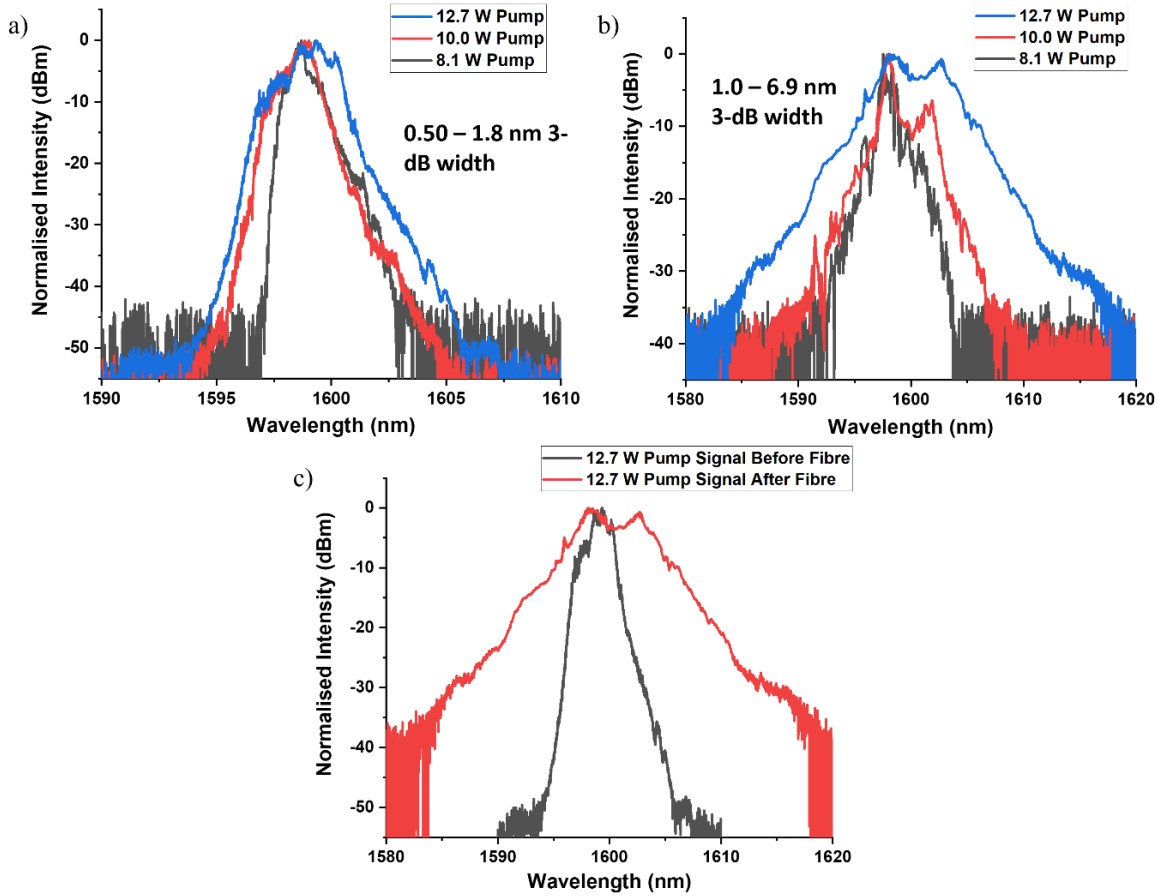 a)
12.7 W Pump
10.0 W Pump
8.1 W Pump
0
-10
-20
-30
-40
-50
Normalised Intensity (dBm)
0.50 – 1.8 nm 3-
dB width
1590
1595
1600
1605
1610
Wavelength (nm)
b)
12.7 W Pump
10.0 W Pump
8.1 W Pump
0
-10
-20
-30
-40
Normalised Intensity (dBm)
1.0 – 6.9 nm
3-dB width
1580
1590
1600
1610
1620
Wavelength (nm)
c)
12.7 W Pump Signal Before Fibre
12.7 W Pump Signal After Fibre
0
-10
-20
-30
-40
-50
Normalised Intensity (dBm)
1580
1590
1600
1610
1620
Wavelength (nm)